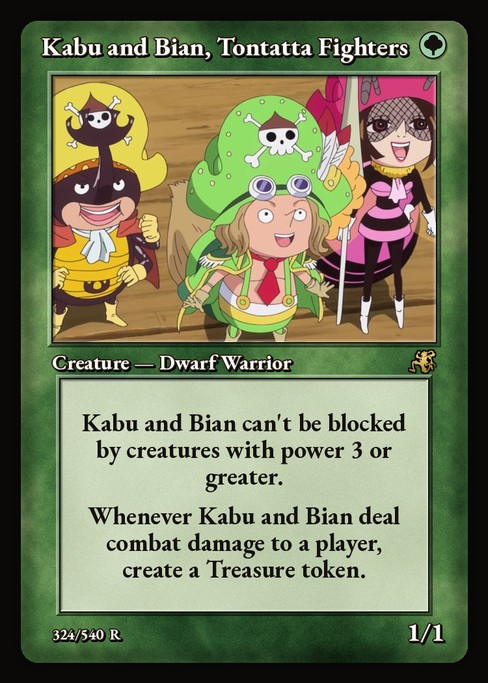 Kabu and Bian, Tontatta Fighters
Creature — Dwarf Warrior
Kabu and Bian can't be blocked
by creatures with power 3 or
greater.
Whenever Kabu and Bian deal
combat damage to a player,
create a Treasure token.
324/540 R
1/1